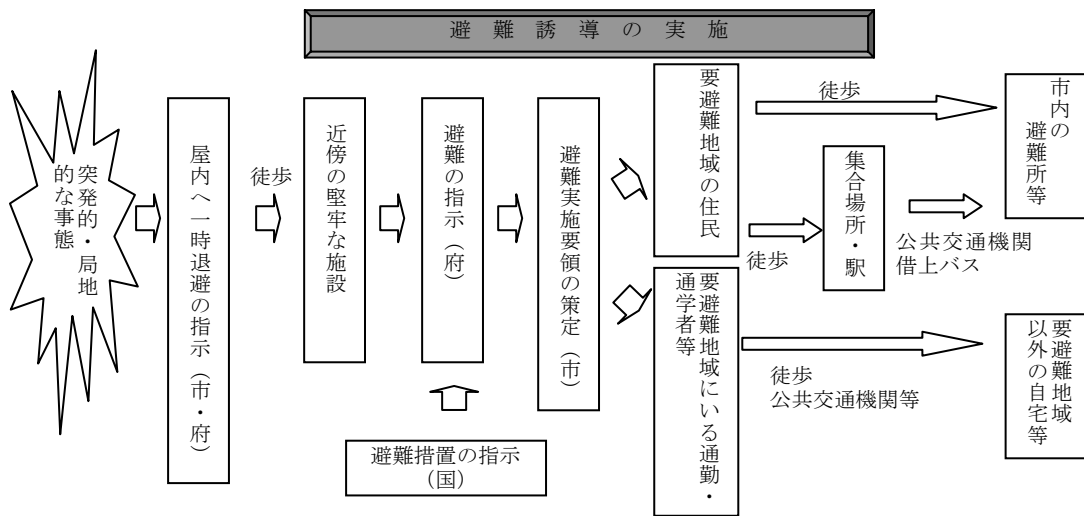 避難誘導の実施
突発的・局地
的な事態
屋内へ一時退避の指示（市・府）
徒歩
近傍の堅牢な施設
避難の指示（府）
避難措置の指示
（国）
避難実施要領の策定（市）
要避難地域の住民
要避難地域にいる通勤・
通学者等
徒歩
徒歩
集合場所・駅
公共交通機関
借上バス
徒歩
公共交通機関等
市内の
避難所等
要避難地域
以外の自宅等